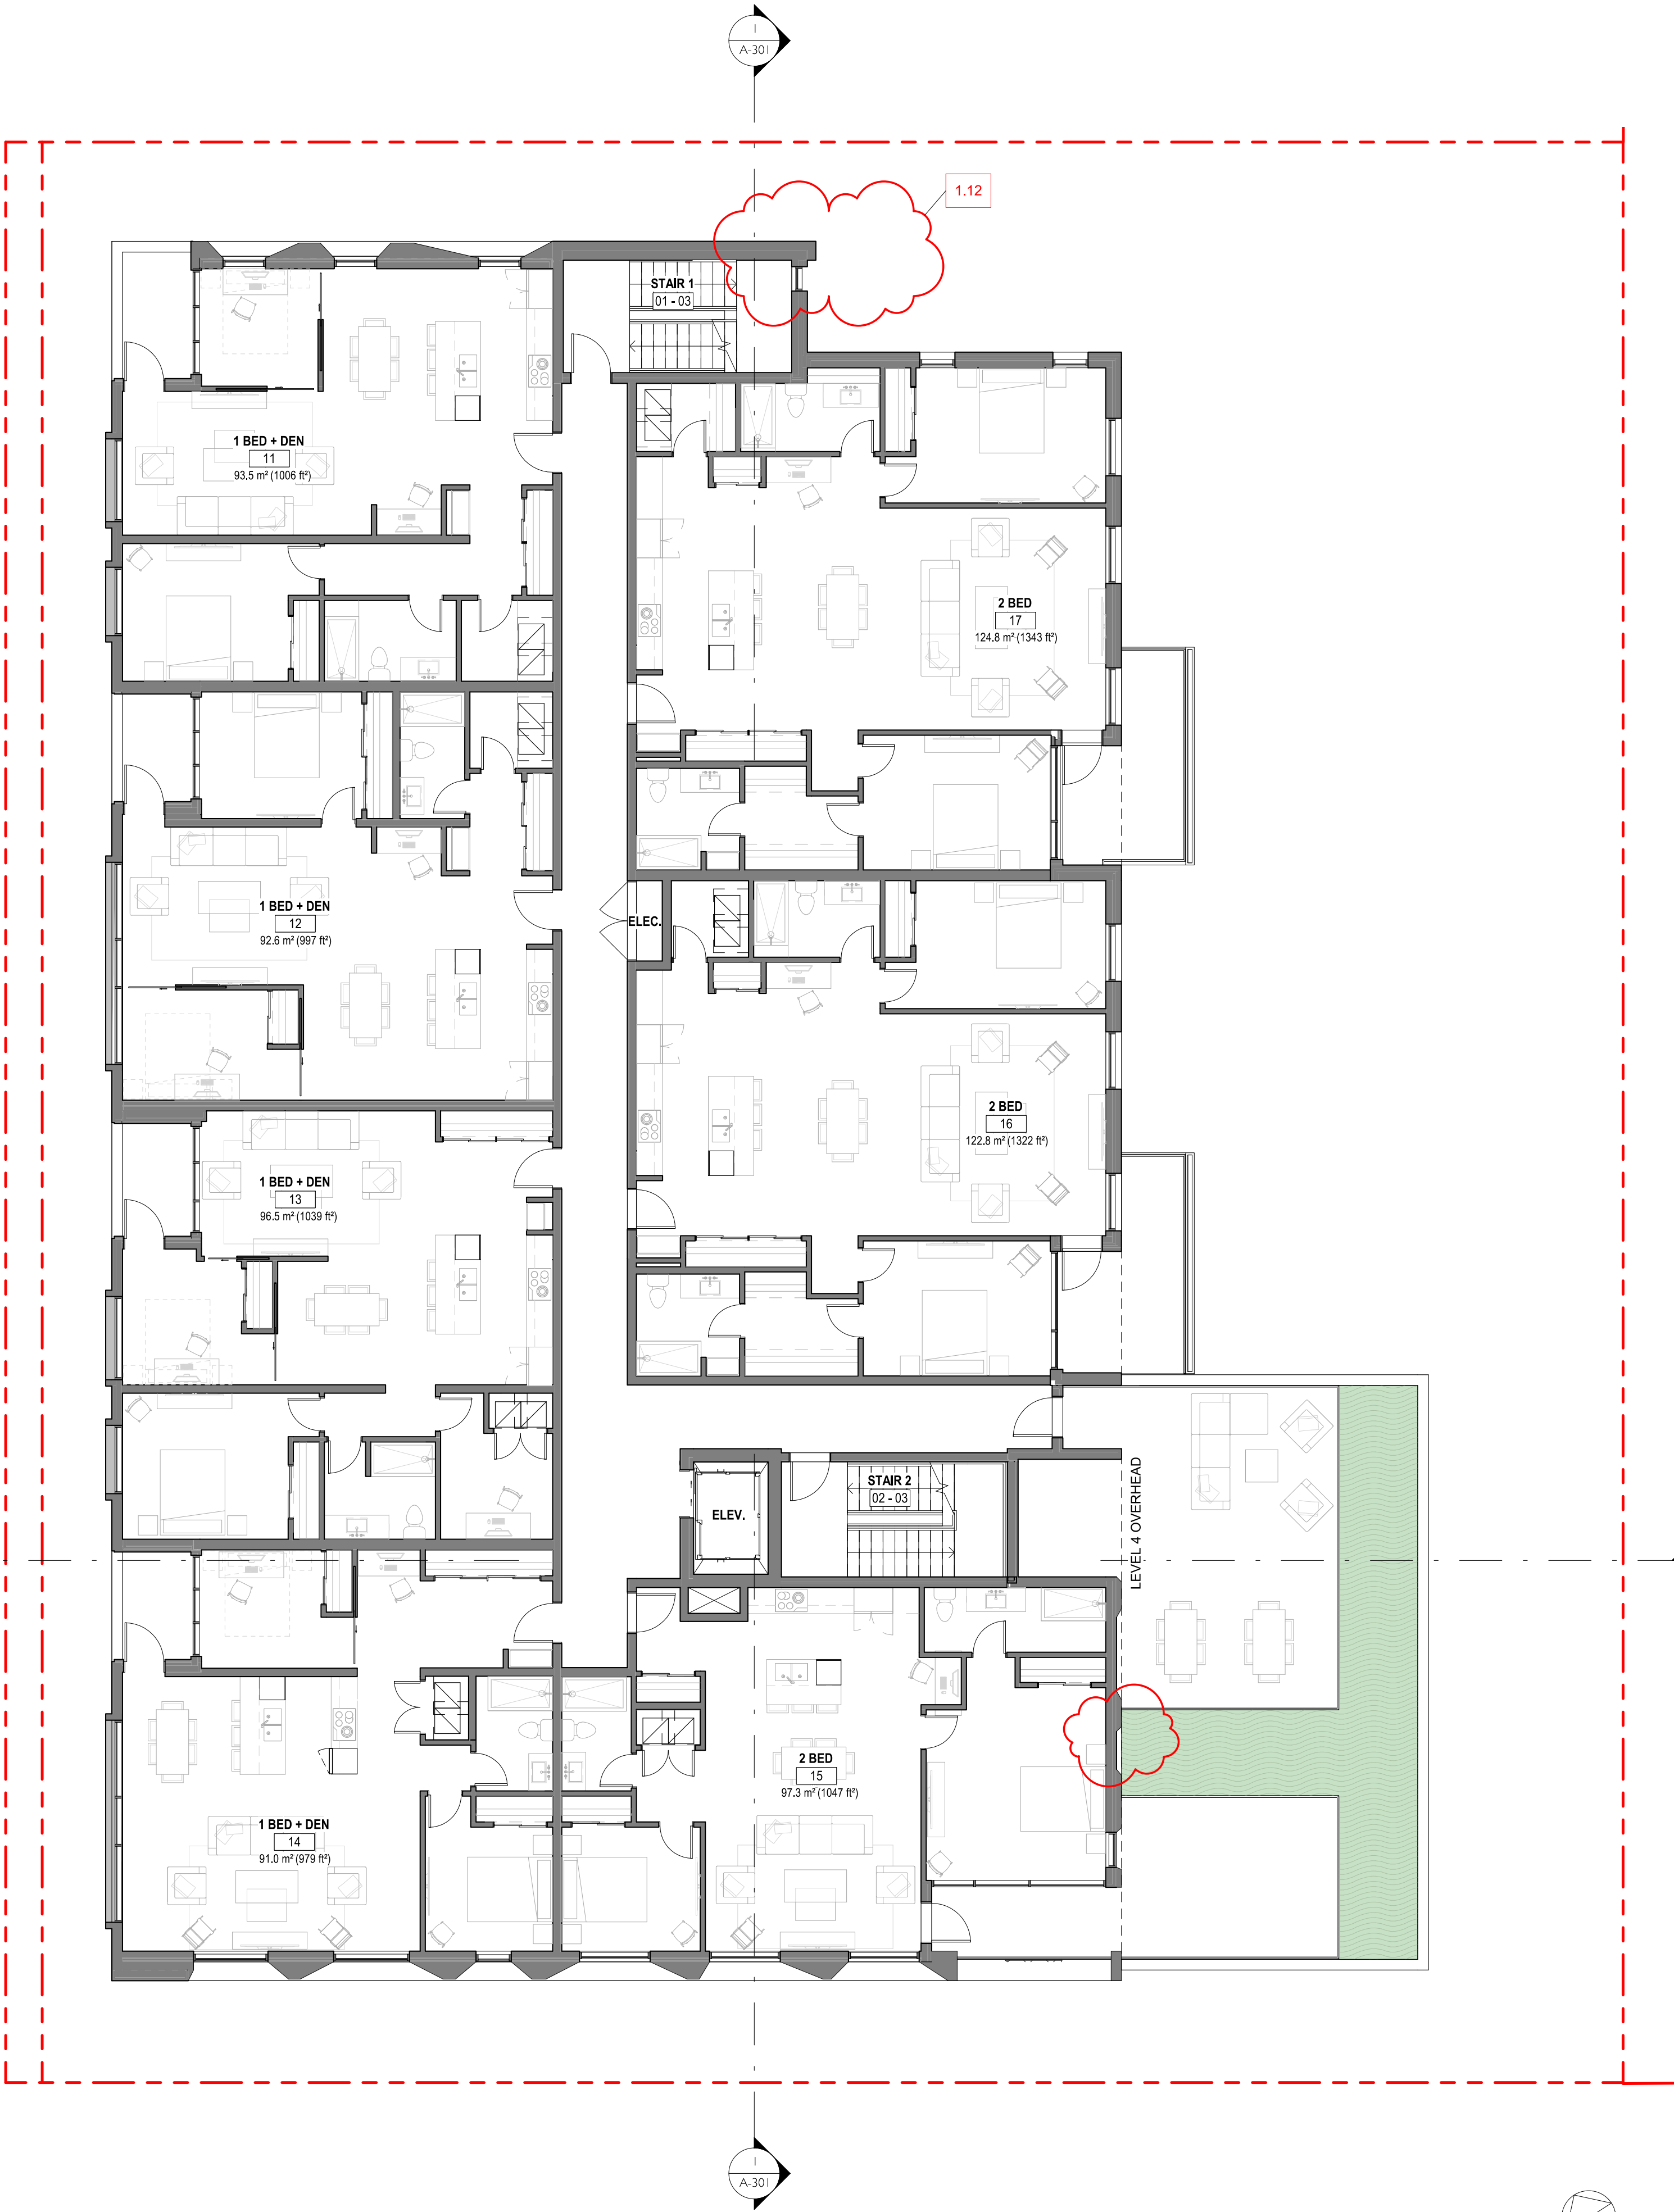 1
A-301
1.12
STAIR 1
01 - 03
1 BED + DEN
11
93.5 m² (1006 ft²)
2 BED
17
124.8 m² (1343 ft²)
1 BED + DEN
12
92.6 m² (997 ft²)
ELEC.
2 BED
16
122.8 m² (1322 ft²)
1 BED + DEN
13
96.5 m² (1039 ft²)
STAIR 2
02 - 03
ELEV.
LEVEL 4 OVERHEAD
2 BED
15
97.3 m² (1047 ft²)
1 BED + DEN
14
91.0 m² (979 ft²)
1
A-301